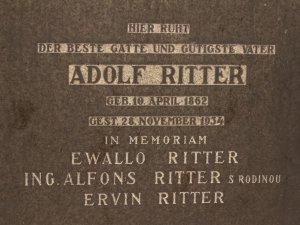 HIER RUHT
DER BESTE GATTE UND GÜTIGSTE VATER
ADOLF RITTER
GEB. 10. APRIL 1862
GEST. 28. NOVEMBER 1934
IN MEMORIAM
EWALLO RITTER
ING. ALFONS RITTER S RODINOU
ERVIN RITTER